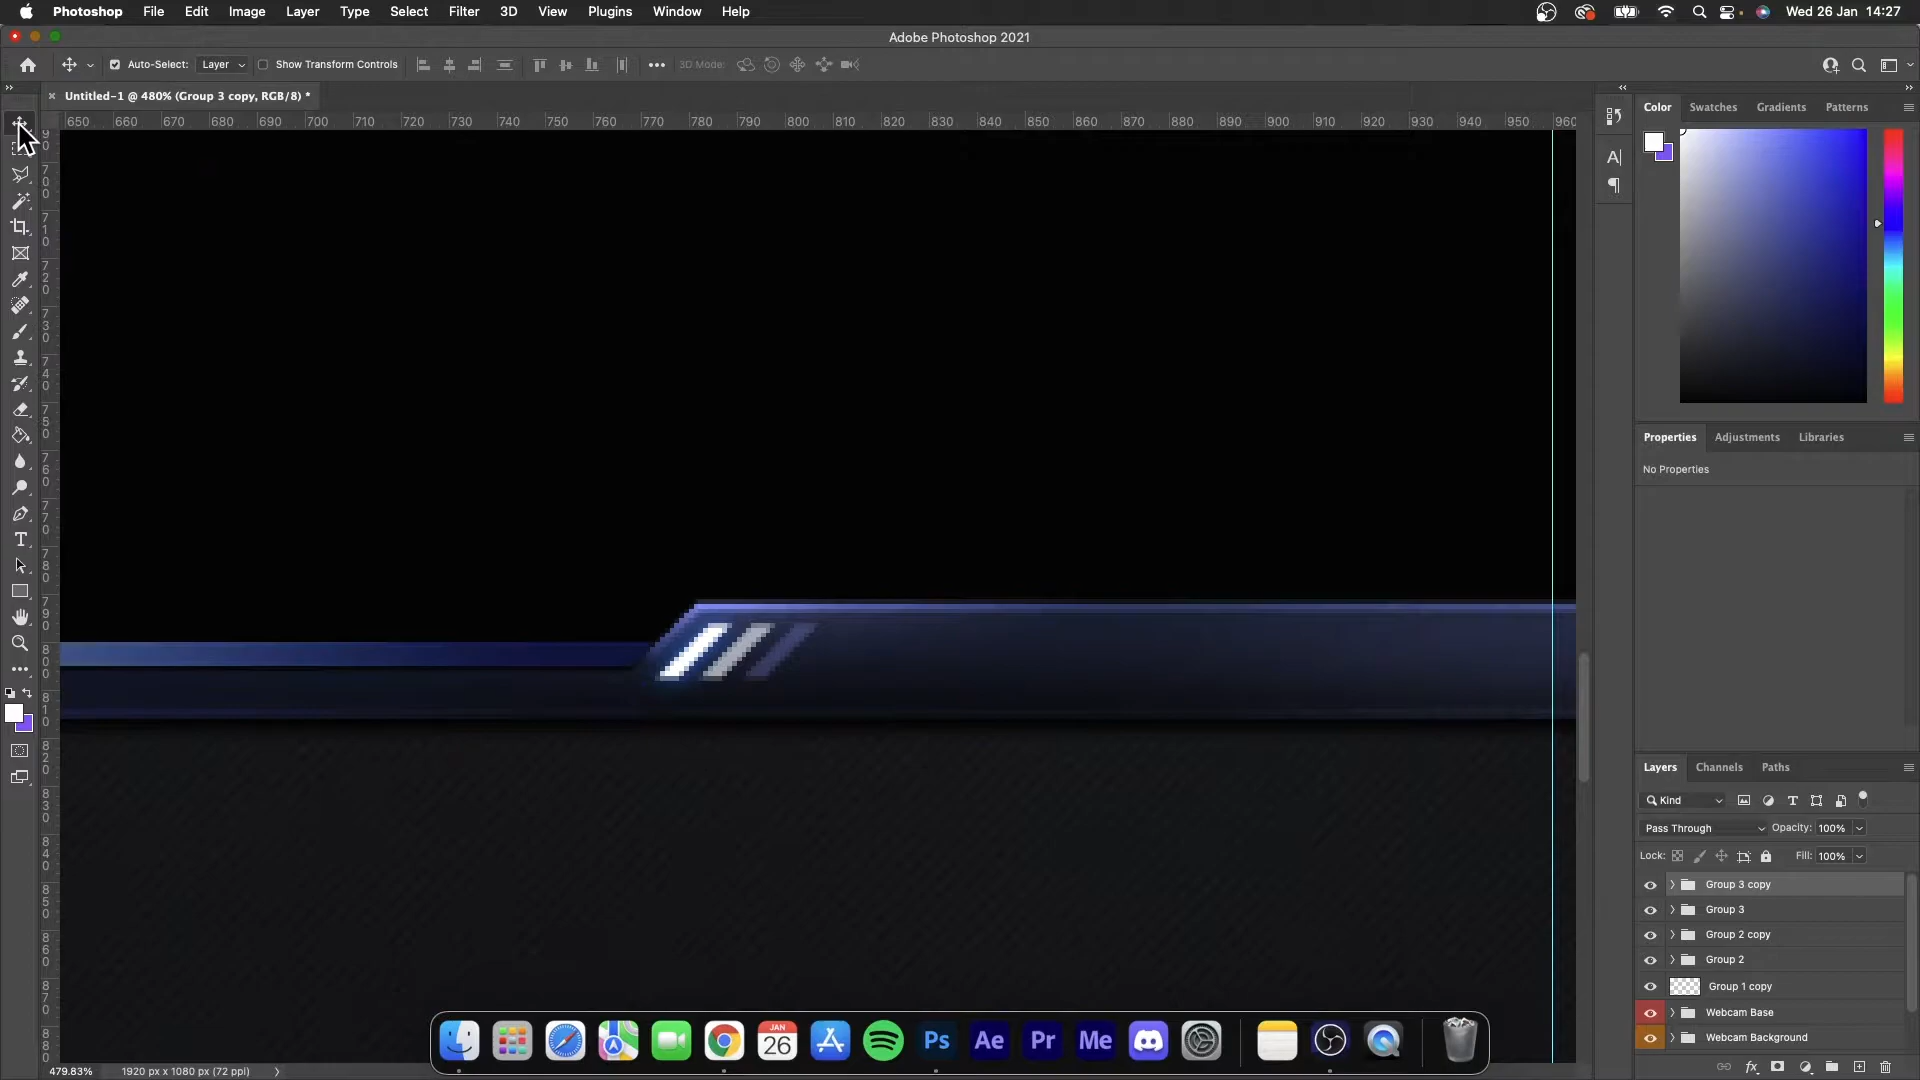 Photoshop File Edit Image Layer Type Select Filter 3D View Plugins Window Help Wed 26 Jan 14:27
Adobe Photoshop 2021
Auto-Select: Layer Show Transform Controls 3D Mode:
Untitled-1 @ 480% (Group 3 copy, RGB/8) *
650 660 670 680 690 700 710 720 730 740 750 760 770 780 790 800 810 820 830 840 850 860 870 880 890 900 910 920 930 940 950 960
Color Swatches Gradients Patterns
Properties Adjustments Libraries
No Properties
Layers Channels Paths
Kind
Pass Through Opacity: 100%
Lock: Fill: 100%
Group 3 copy
Group 3
Group 2 copy
Group 2
Group 1 copy
Webcam Base
Webcam Background
JAN
26
Ps Ae Pr Me
479.83% 1920 px x 1080 px (72 ppi)